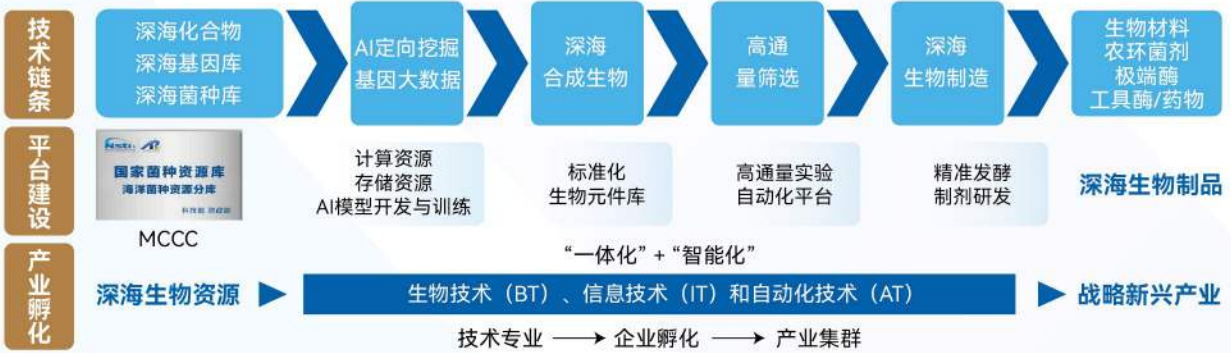 技术链条
深海化合物
深海基因库
深海菌种库
AI定向挖掘
基因大数据
深海
合成生物
高通
量筛选
深海
生物制造
生物材料
农环菌剂
极端酶
工具酶/药物
平台建设
国家菌种资源库
海洋菌种资源分库
MCCC
计算资源
存储资源
AI模型开发与训练
标准化
生物元件库
高通量实验
自动化平台
精准发酵
制剂研发
深海生物制品
产业孵化
“一体化” + “智能化”
深海生物资源
生物技术（BT）、信息技术（IT）和自动化技术（AT）
战略新兴产业
技术专业 ⟶ 企业孵化 ⟶ 产业集群